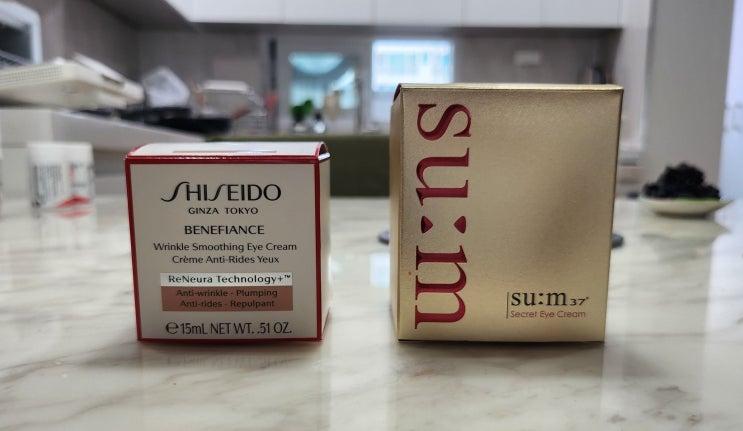 SHISEIDO
GINZA TOKYO
BENEFIANCE
Wrinkle Smoothing Eye Cream
Crème Anti-Rides Yeux
ReNeura Technology+™
Anti-wrinkle - Plumping
Anti-rides - Repulpant
℮15mL NET WT. .51 OZ.
su:m
su:m37°
Secret Eye Cream